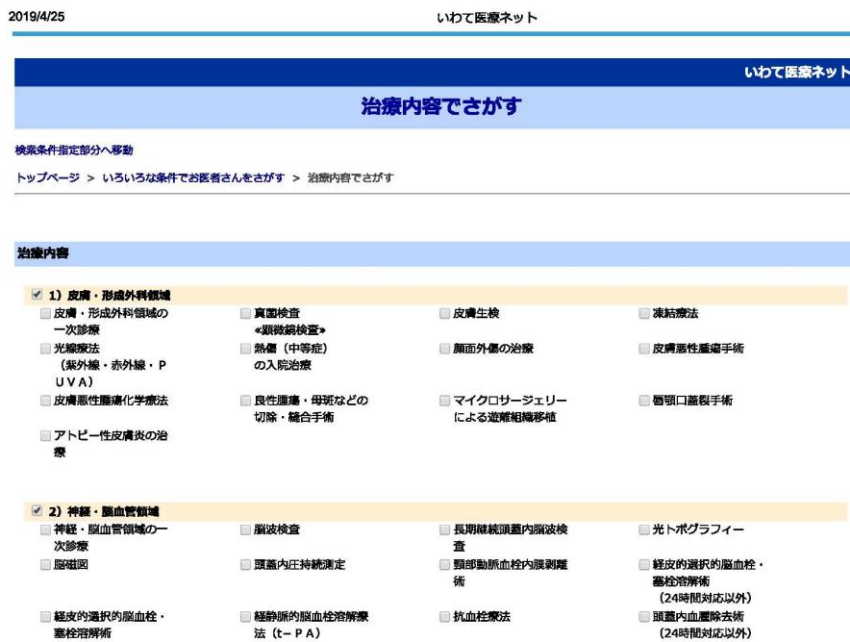 2019/4/25 いわて医療ネット
いわて医療ネット
治療内容でさがす
検索条件指定部分へ移動
トップページ > いろいろな条件でお医者さんをさがす > 治療内容でさがす
治療内容
1）皮膚・形成外科領域
皮膚・形成外科領域の 真菌検査 皮膚生検 凍結療法
一次診療 ≪顕微鏡検査≫
光線療法 熱傷（中等症） 顔面外傷の治療 皮膚悪性腫瘍手術
（紫外線・赤外線・Ｐ の入院治療
ＵＶＡ）
皮膚悪性腫瘍化学療法 良性腫瘍・母斑などの マイクロサージェリー 唇顎口蓋裂手術
切除・縫合手術 による遊離組織移植
アトピー性皮膚炎の治
療
2）神経・脳血管領域
神経・脳血管領域の一 脳波検査 長期継続頭蓋内脳波検 光トポグラフィー
次診療 査
脳磁図 頭蓋内圧持続測定 頸部動脈血栓内膜剥離 経皮的選択的脳血栓・
術 塞栓溶解術
（24時間対応以外）
経皮的選択的脳血栓・ 経静脈的脳血栓溶解療 抗血栓療法 頭蓋内血腫除去術
塞栓溶解術 法（t－PA） （24時間対応以外）